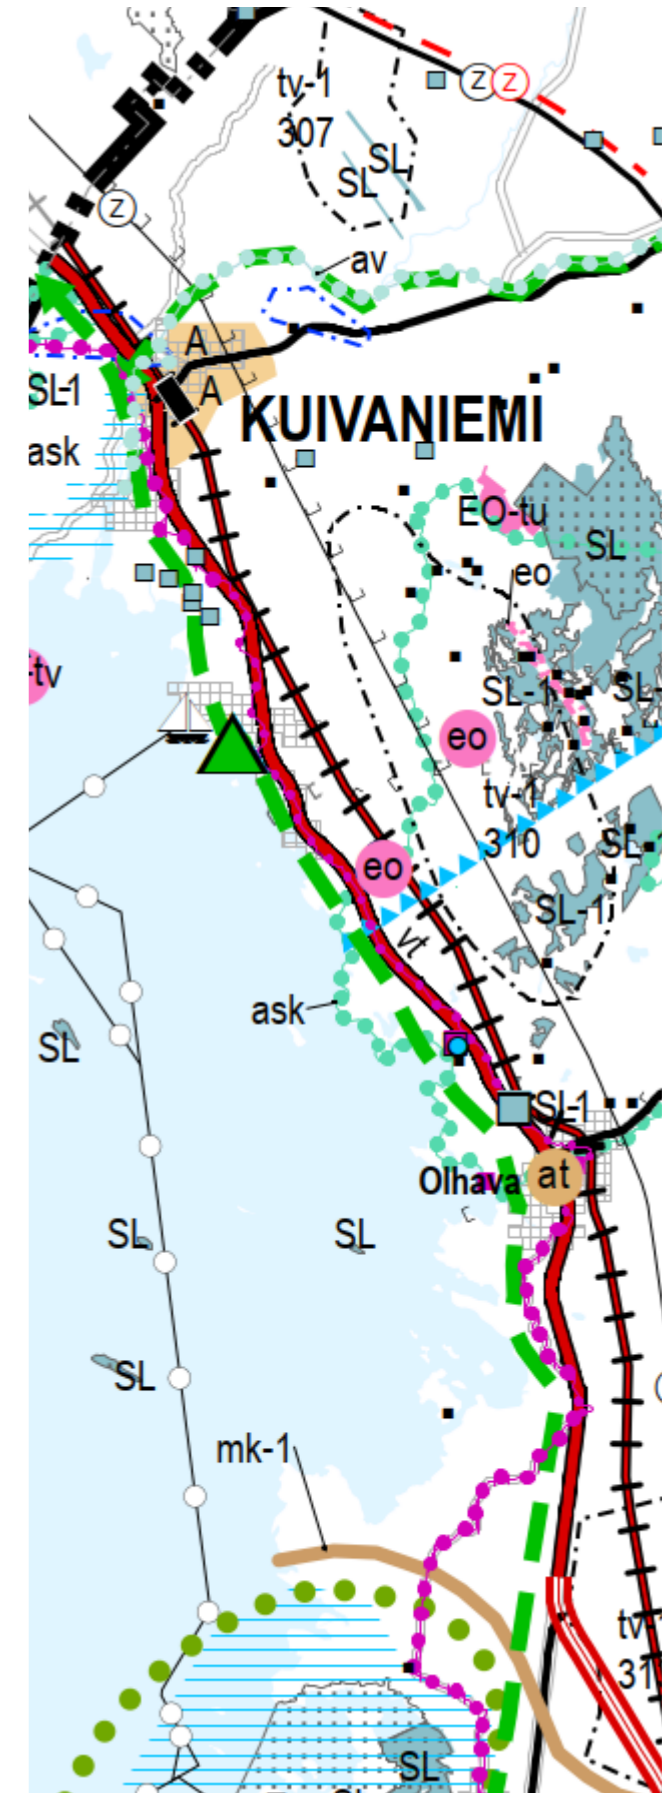 tv-1
307
Z
Z
SL
SL
Z
av
A
A
SL-1
KUIVANIEMI
ask
EO-tu
SL
eo
-tv
SL-1
SL-
eo
tv-1
310
SL-1
eo
SL-1
vt
ask
SL
SL-1
Olhava
at
SL
SL
SL
mk-1
tv-
31
SL